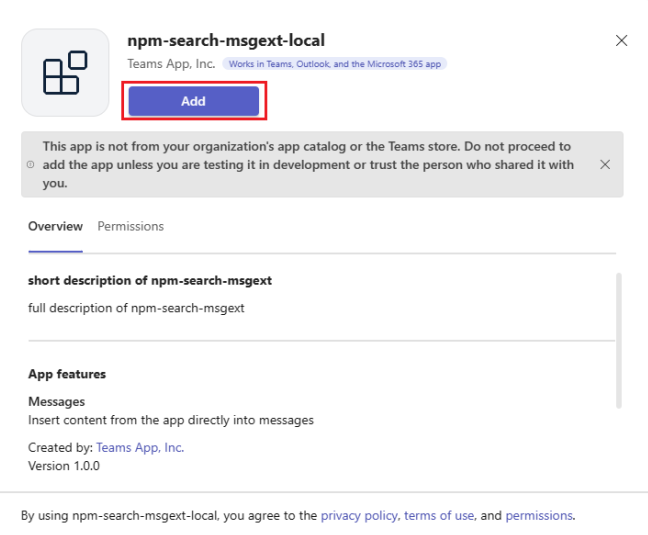 npm-search-msgext-local
Teams App, Inc. Works in Teams, Outlook, and the Microsoft 365 app
Add
This app is not from your organization's app catalog or the Teams store. Do not proceed to
add the app unless you are testing it in development or trust the person who shared it with
you.
Overview Permissions
short description of npm-search-msgext
full description of npm-search-msgext
App features
Messages
Insert content from the app directly into messages
Created by: Teams App, Inc.
Version 1.0.0
By using npm-search-msgext-local, you agree to the privacy policy, terms of use, and permissions.